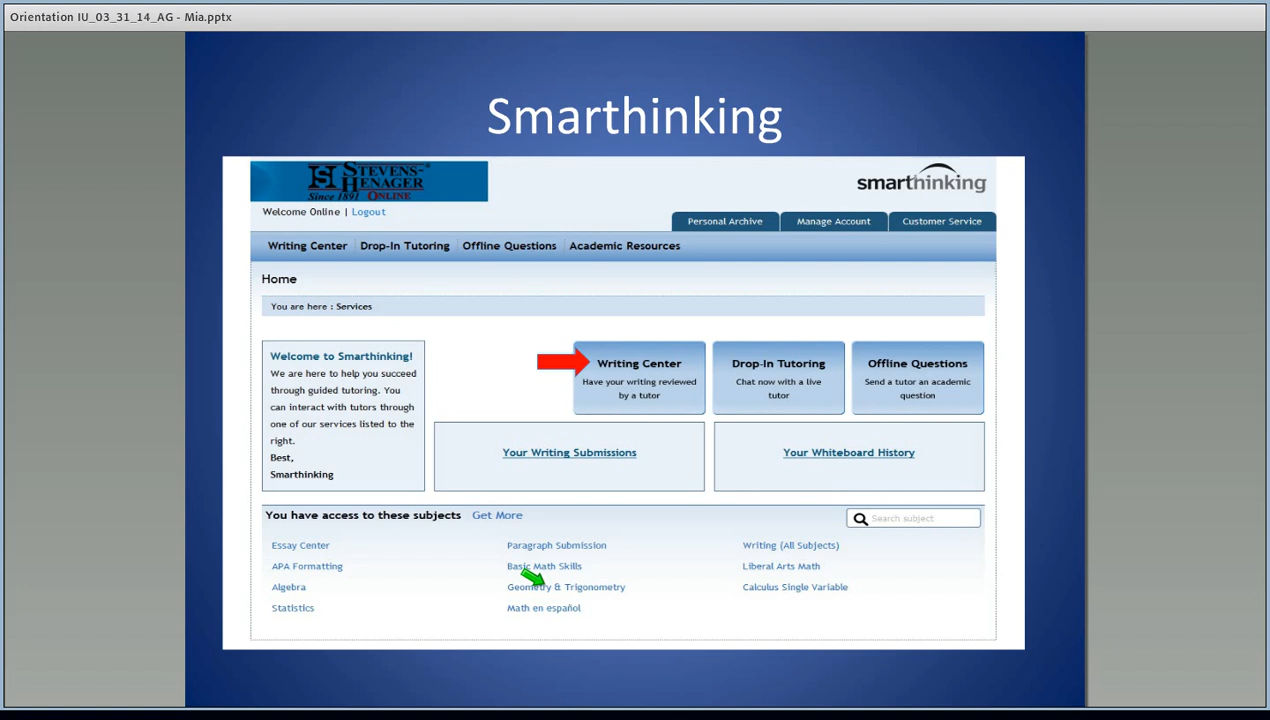 Orientation IU_03_31_14_AG - Mia.pptx
Smarthinking
SH STEVENS-HENAGER
Since 1891 ONLINE
smarthinking
Welcome Online | Logout
Personal Archive Manage Account Customer Service
Writing Center Drop-In Tutoring Offline Questions Academic Resources
Home
You are here : Services
Welcome to Smarthinking!
We are here to help you succeed
through guided tutoring. You
can interact with tutors through
one of our services listed to the
right.
Best,
Smarthinking
Writing Center
Have your writing reviewed
by a tutor
Drop-In Tutoring
Chat now with a live
tutor
Offline Questions
Send a tutor an academic
question
Your Writing Submissions
Your Whiteboard History
You have access to these subjects Get More
Search subject
Essay Center Paragraph Submission Writing (All Subjects)
APA Formatting Basic Math Skills Liberal Arts Math
Algebra Geometry & Trigonometry Calculus Single Variable
Statistics Math en español